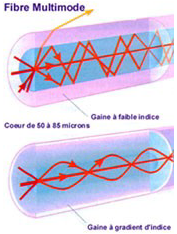 Fibre Multimode
Gaine à faible indice
Coeur de 50 à 85 microns
Gaine à gradient d'indice